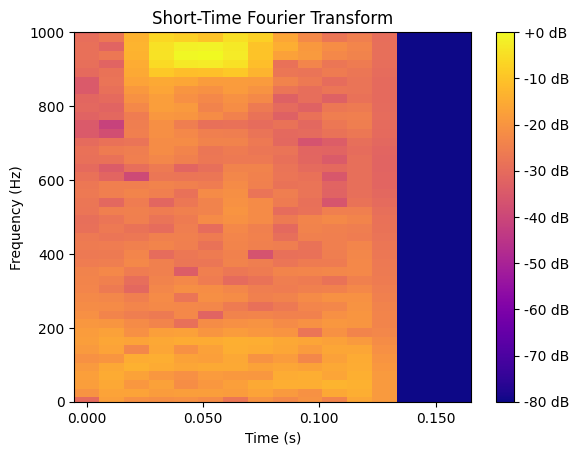 Short-Time Fourier Transform
1000
800
600
400
200
0
Frequency (Hz)
0.000
0.050
0.100
0.150
Time (s)
+0 dB
-10 dB
-20 dB
-30 dB
-40 dB
-50 dB
-60 dB
-70 dB
-80 dB